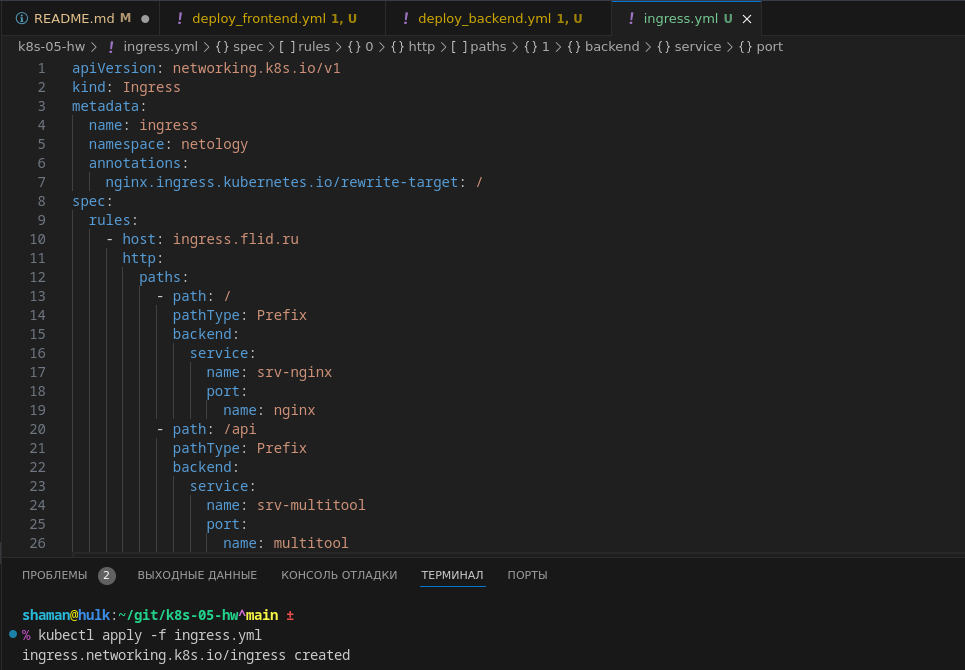 README.md M ● ! deploy_frontend.yml 1, U ! deploy_backend.yml 1, U ! ingress.yml U ×
k8s-05-hw > ! ingress.yml > {} spec > [ ] rules > {} 0 > {} http > [ ] paths > {} 1 > {} backend > {} service > {} port
1 apiVersion: networking.k8s.io/v1
2 kind: Ingress
3 metadata:
4   name: ingress
5   namespace: netology
6   annotations:
7     nginx.ingress.kubernetes.io/rewrite-target: /
8 spec:
9   rules:
10     - host: ingress.flid.ru
11       http:
12         paths:
13           - path: /
14             pathType: Prefix
15             backend:
16               service:
17                 name: srv-nginx
18                 port:
19                   name: nginx
20           - path: /api
21             pathType: Prefix
22             backend:
23               service:
24                 name: srv-multitool
25                 port:
26                   name: multitool
ПРОБЛЕМЫ 2 ВЫХОДНЫЕ ДАННЫЕ КОНСОЛЬ ОТЛАДКИ ТЕРМИНАЛ ПОРТЫ
shaman@hulk:~/git/k8s-05-hw^main ±
% kubectl apply -f ingress.yml
ingress.networking.k8s.io/ingress created